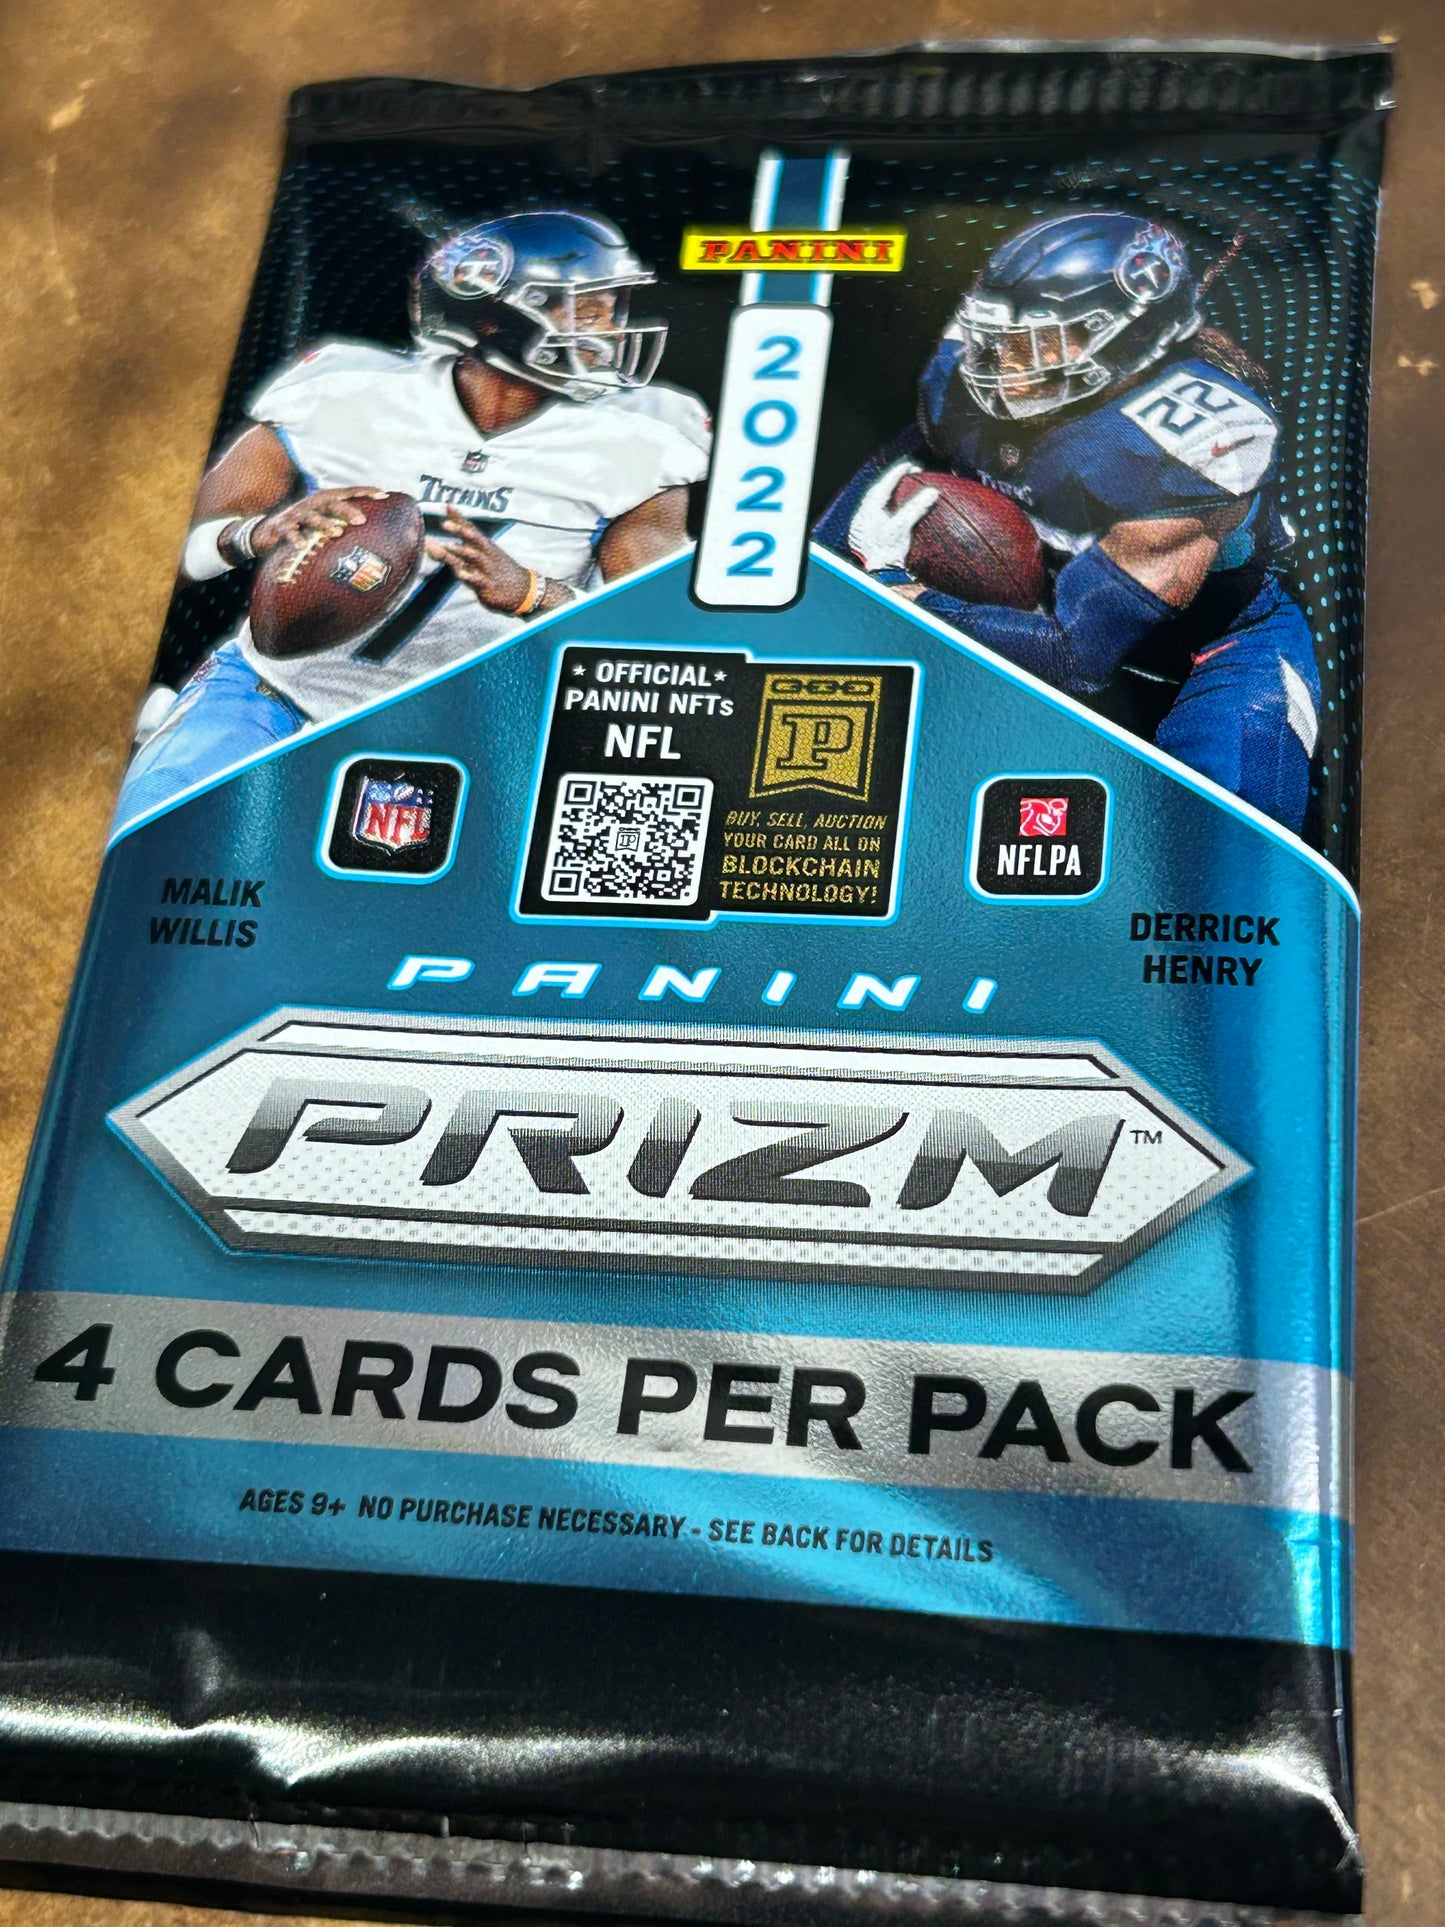 PANINI
2022
TITANS
22
★ OFFICIAL ★
PANINI NFTs
NFL
P
BUY, SELL, AUCTION
YOUR CARD ALL ON
BLOCKCHAIN
TECHNOLOGY!
NFL
NFLPA
MALIK
WILLIS
DERRICK
HENRY
PANINI
PRIZM™
4 CARDS PER PACK
AGES 9+ NO PURCHASE NECESSARY - SEE BACK FOR DETAILS